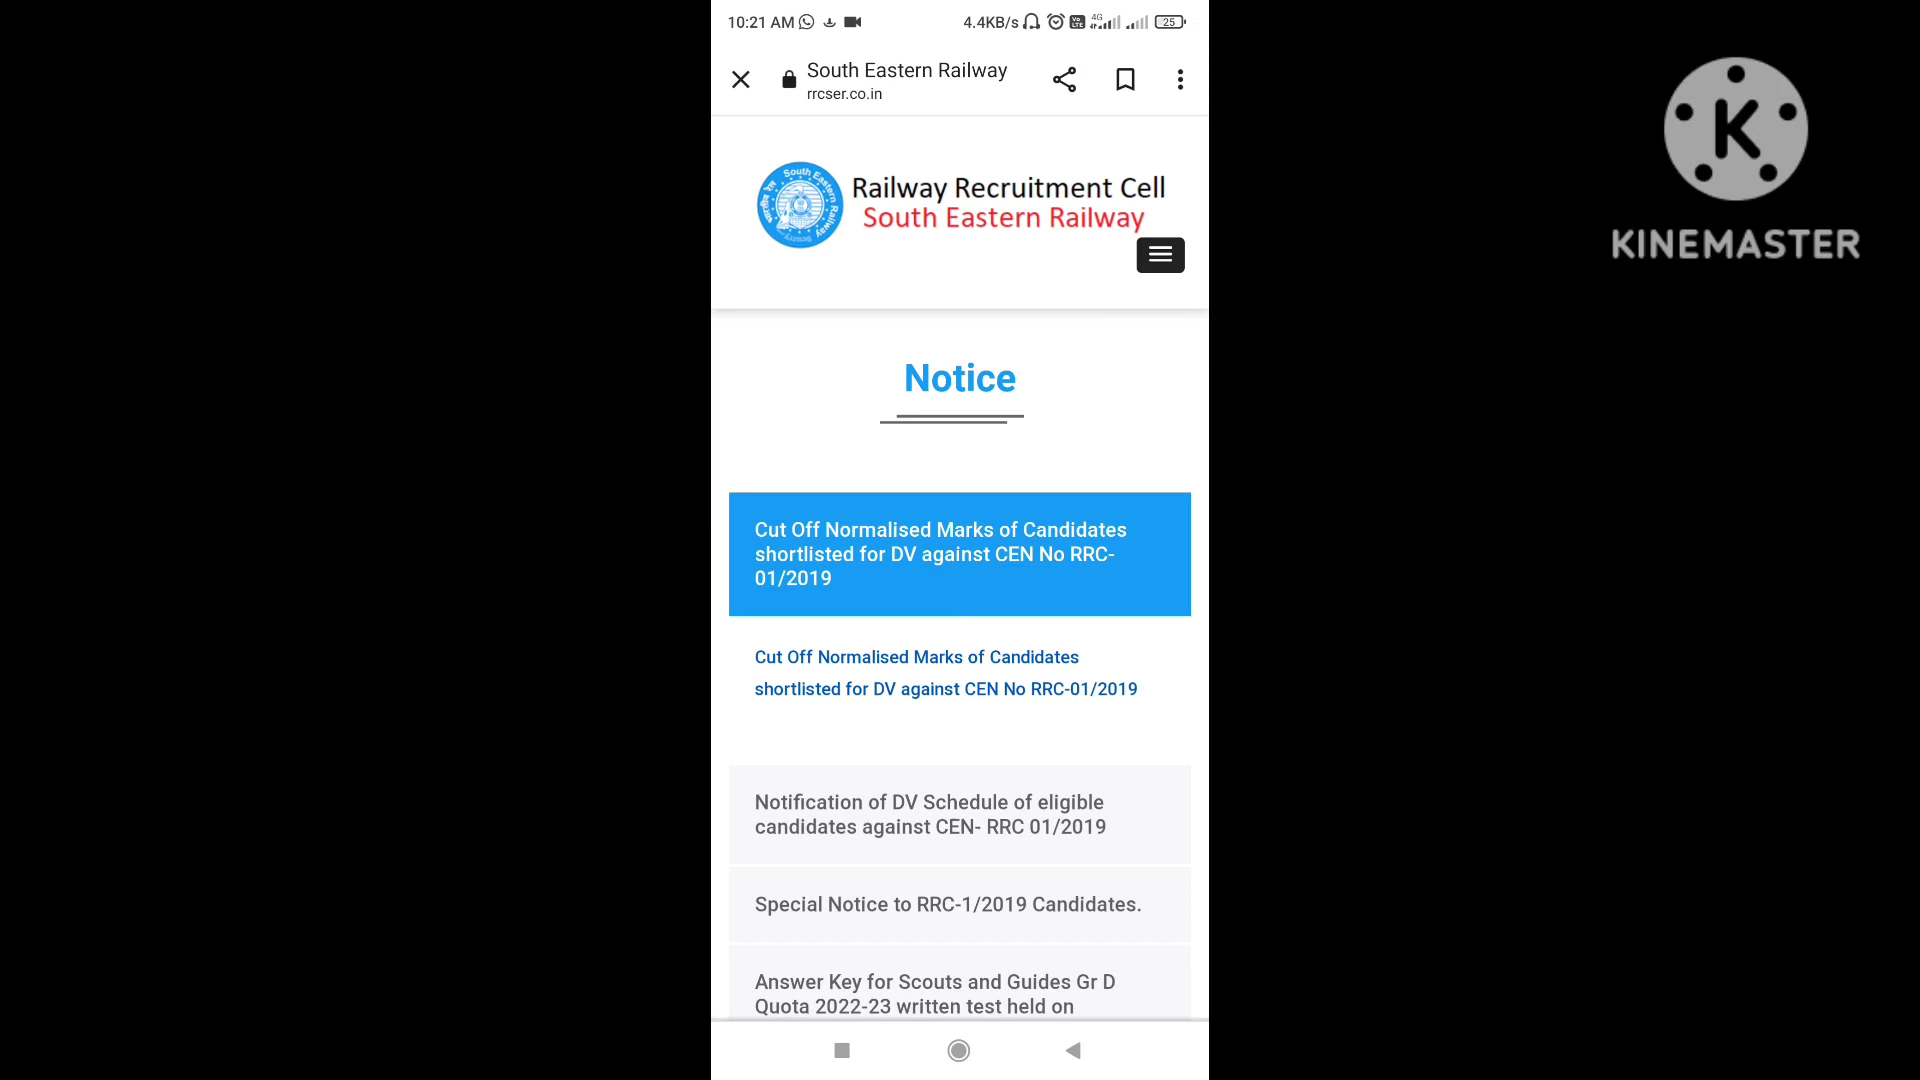 10:21 AM
4.4KB/s
4G
25
South Eastern Railway
rrcser.co.in
Railway Recruitment Cell
South Eastern Railway
K
KINEMASTER
Notice
Cut Off Normalised Marks of Candidates
shortlisted for DV against CEN No RRC-
01/2019
Cut Off Normalised Marks of Candidates
shortlisted for DV against CEN No RRC-01/2019
Notification of DV Schedule of eligible
candidates against CEN- RRC 01/2019
Special Notice to RRC-1/2019 Candidates.
Answer Key for Scouts and Guides Gr D
Quota 2022-23 written test held on